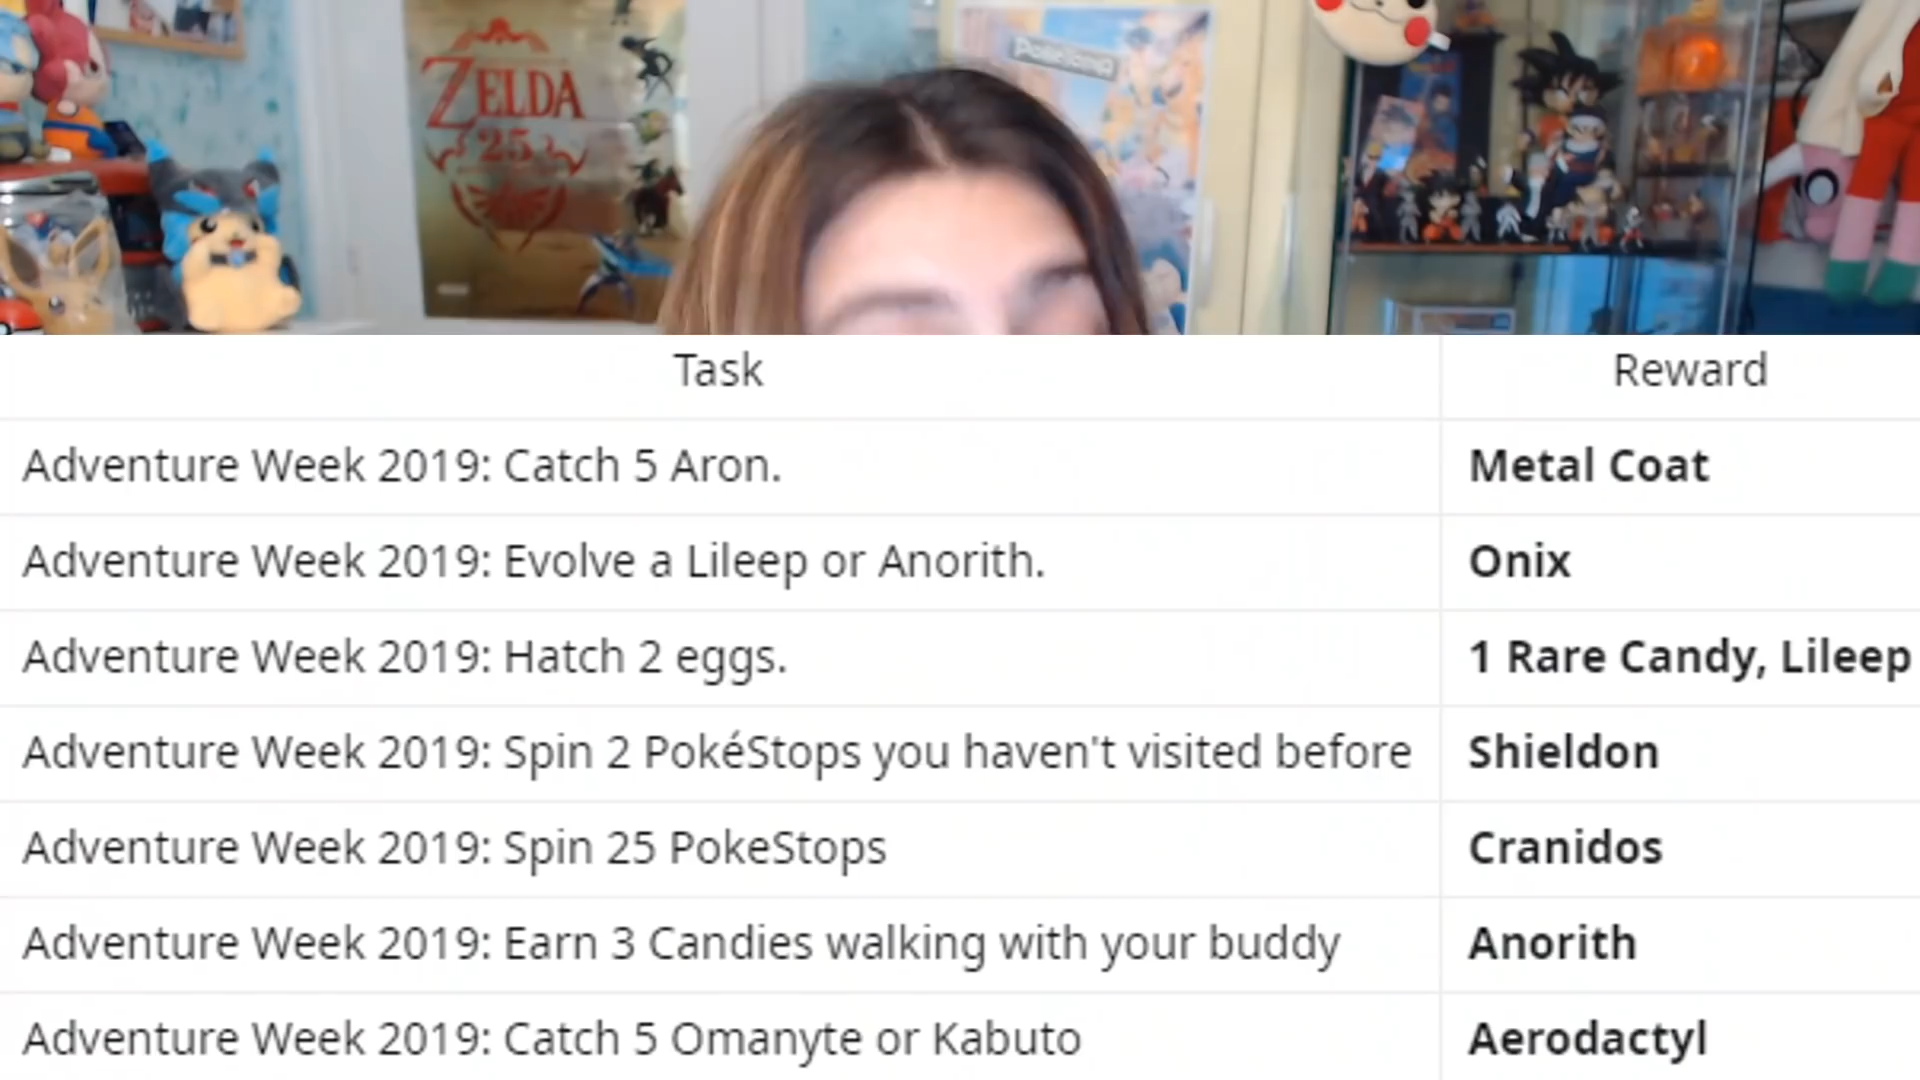 ZELDA
25
Task Reward
Adventure Week 2019: Catch 5 Aron. Metal Coat
Adventure Week 2019: Evolve a Lileep or Anorith. Onix
Adventure Week 2019: Hatch 2 eggs. 1 Rare Candy, Lileep
Adventure Week 2019: Spin 2 PokéStops you haven't visited before Shieldon
Adventure Week 2019: Spin 25 PokeStops Cranidos
Adventure Week 2019: Earn 3 Candies walking with your buddy Anorith
Adventure Week 2019: Catch 5 Omanyte or Kabuto Aerodactyl